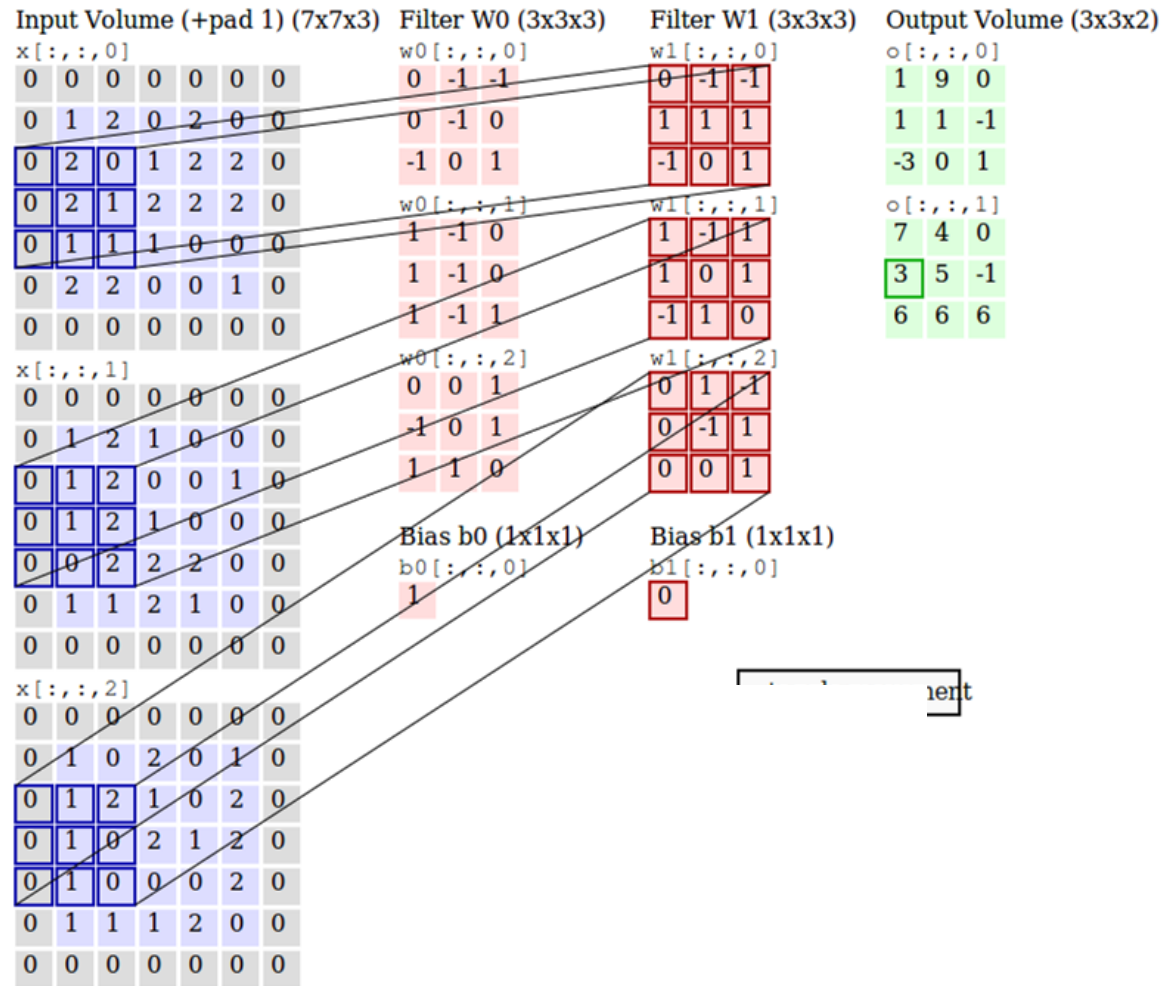 Input Volume (+pad 1) (7x7x3)
x[:,:,0]
0 0 0 0 0 0 0
0 1 2 0 2 0 0
0 2 0 1 2 2 0
0 2 1 2 2 2 0
0 1 1 1 0 0 0
0 2 2 0 0 1 0
0 0 0 0 0 0 0
x[:,:,1]
0 0 0 0 0 0 0
0 1 2 1 0 0 0
0 1 2 0 0 1 0
0 1 2 1 0 0 0
0 0 2 2 2 0 0
0 1 1 2 1 0 0
0 0 0 0 0 0 0
x[:,:,2]
0 0 0 0 0 0 0
0 1 0 2 0 1 0
0 1 2 1 0 2 0
0 1 0 2 1 2 0
0 1 0 0 0 2 0
0 1 1 1 2 0 0
0 0 0 0 0 0 0
Filter W0 (3x3x3)
w0[:,:,0]
0 -1 -1
0 -1 0
-1 0 1
w0[:,:,1]
1 -1 0
1 -1 0
1 -1 1
w0[:,:,2]
0 0 1
-1 0 1
1 1 0
Bias b0 (1x1x1)
b0[:,:,0]
1
Filter W1 (3x3x3)
w1[:,:,0]
0 -1 -1
1 1 1
-1 0 1
w1[:,:,1]
1 -1 1
1 0 1
-1 1 0
w1[:,:,2]
0 1 -1
0 -1 1
0 0 1
Bias b1 (1x1x1)
b1[:,:,0]
0
Output Volume (3x3x2)
o[:,:,0]
1 9 0
1 1 -1
-3 0 1
o[:,:,1]
7 4 0
3 5 -1
6 6 6